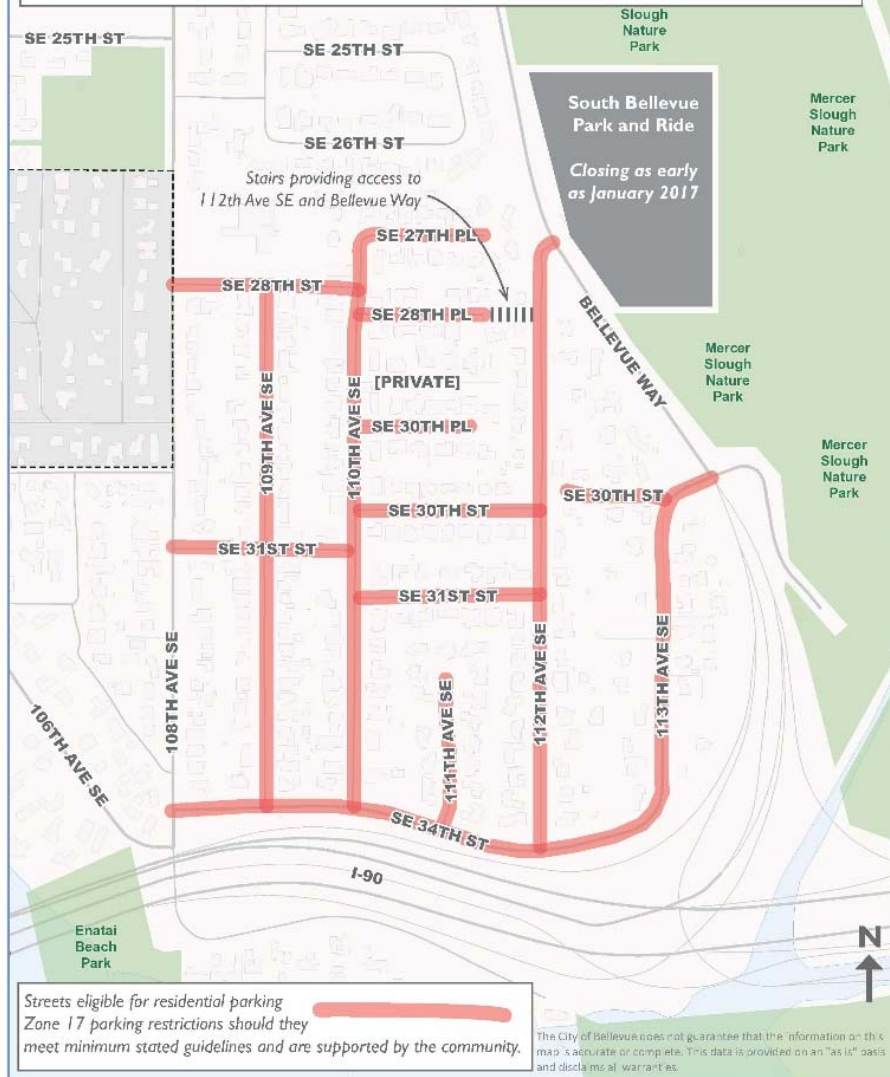 Slough
Nature
Park
SE 25TH ST
SE 25TH ST
South Bellevue
Park and Ride
Closing as early
as January 2017
Mercer
Slough
Nature
Park
SE 26TH ST
Stairs providing access to
112th Ave SE and Bellevue Way
SE 27TH PL
SE 28TH ST
SE 28TH PL
BELLEVUE WAY
Mercer
Slough
Nature
Park
[PRIVATE]
109TH AVE SE
110TH AVE SE
SE 30TH PL
Mercer
Slough
Nature
Park
SE 30TH ST
SE 30TH ST
SE 31ST ST
SE 31ST ST
108TH AVE SE
112TH AVE SE
113TH AVE SE
106TH AVE SE
111TH AVE SE
SE 34TH ST
I-90
Enatai
Beach
Park
N
Streets eligible for residential parking
Zone 17 parking restrictions should they
meet minimum stated guidelines and are supported by the community.
The City of Bellevue does not guarantee that the information on this
map is accurate or complete. This data is provided on an "as is" basis
and disclaims all warranties.